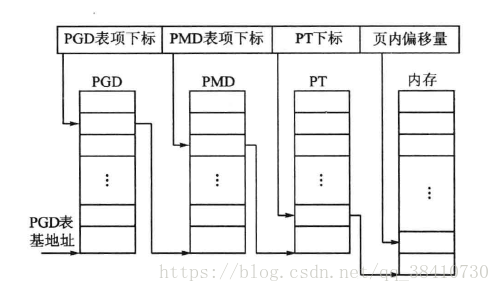 PGD表项下标 PMD表项下标 PT下标 页内偏移量
PGD PMD PT 内存
⋮ ⋮ ⋮ ⋮
PGD表
基地址
https://blog.csdn.net/qq_38410730